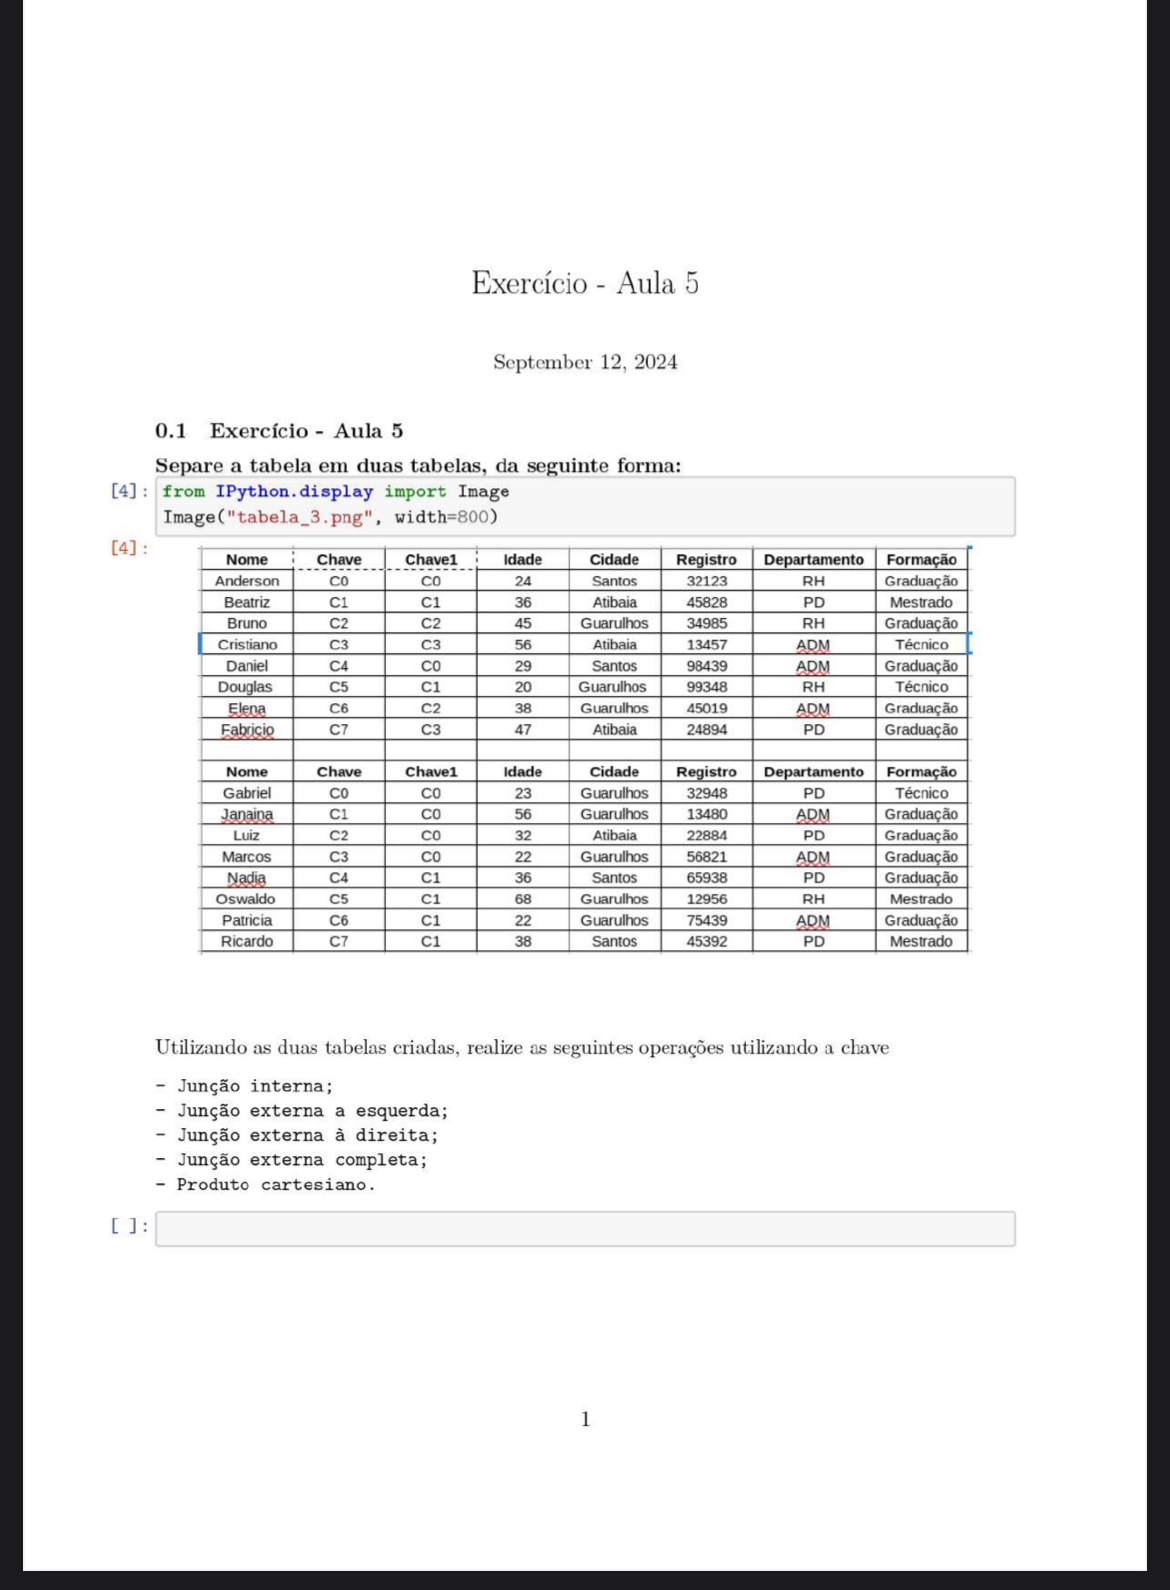 Exercício - Aula 5
September 12, 2024
0.1 Exercício - Aula 5
Separe a tabela em duas tabelas, da seguinte forma:
[4]: from IPython.display import Image
Image("tabela_3.png", width=800)
[4]:
Nome Chave Chave1 Idade Cidade Registro Departamento Formação
Anderson C0 C0 24 Santos 32123 RH Graduação
Beatriz C1 C1 36 Atibaia 45828 PD Mestrado
Bruno C2 C2 45 Guarulhos 34985 RH Graduação
Cristiano C3 C3 56 Atibaia 13457 ADM Técnico
Daniel C4 C0 29 Santos 98439 ADM Graduação
Douglas C5 C1 20 Guarulhos 99348 RH Técnico
Elena C6 C2 38 Guarulhos 45019 ADM Graduação
Fabricio C7 C3 47 Atibaia 24894 PD Graduação
Nome Chave Chave1 Idade Cidade Registro Departamento Formação
Gabriel C0 C0 23 Guarulhos 32948 PD Técnico
Janaina C1 C0 56 Guarulhos 13480 ADM Graduação
Luiz C2 C0 32 Atibaia 22884 PD Graduação
Marcos C3 C0 22 Guarulhos 56821 ADM Graduação
Nadia C4 C1 36 Santos 65938 PD Graduação
Oswaldo C5 C1 68 Guarulhos 12956 RH Mestrado
Patricia C6 C1 22 Guarulhos 75439 ADM Graduação
Ricardo C7 C1 38 Santos 45392 PD Mestrado
Utilizando as duas tabelas criadas, realize as seguintes operações utilizando a chave
- Junção interna;
- Junção externa a esquerda;
- Junção externa à direita;
- Junção externa completa;
- Produto cartesiano.
[ ]:
1